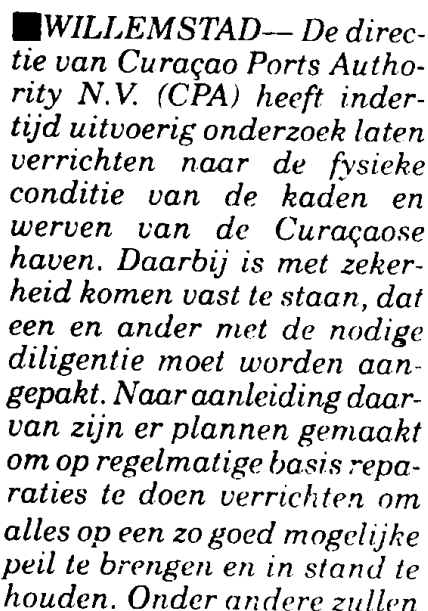 WILLEMSTAD— De direc-
tie van Curaçao Ports Autho-
rity N.V. (CPA) heeft inder-
tijd uitvoerig onderzoek laten
verrichten naar de fysieke
conditie van de kaden en
werven van de Curaçaose
haven. Daarbij is met zeker-
heid komen vast te staan, dat
een en ander met de nodige
diligentie moet worden aan-
gepakt. Naar aanleiding daar-
van zijn er plannen gemaakt
om op regelmatige basis repa-
raties te doen verrichten om
alles op een zo goed mogelijke
peil te brengen en in stand te
houden. Onder andere zullen